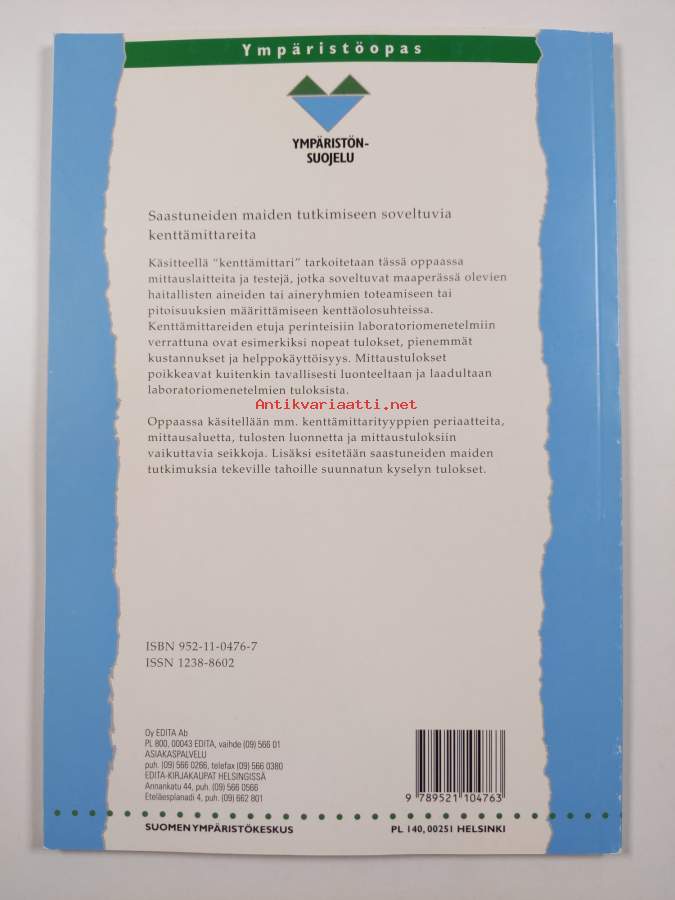 Ympäristöopas
YMPÄRISTÖN-
SUOJELU
Saastuneiden maiden tutkimiseen soveltuvia
kenttämittareita
Käsitteellä "kenttämittari" tarkoitetaan tässä oppaassa
mittauslaitteita ja testejä, jotka soveltuvat maaperässä olevien
haitallisten aineiden tai aineryhmien toteamiseen tai
pitoisuuksien määrittämiseen kenttäolosuhteissa.
Kenttämittareiden etuja perinteisiin laboratoriomenetelmiin
verrattuna ovat esimerkiksi nopeat tulokset, pienemmät
kustannukset ja helppokäyttöisyys. Mittaustulokset
poikkeavat kuitenkin tavallisesti luonteeltaan ja laadultaan
laboratoriomenetelmien tuloksista.
Antikvariaatti.net
Oppaassa käsitellään mm. kenttämittarityyppien periaatteita,
mittausaluetta, tulosten luonnetta ja mittaustuloksiin
vaikuttavia seikkoja. Lisäksi esitetään saastuneiden maiden
tutkimuksia tekeville tahoille suunnatun kyselyn tulokset.
ISBN 952-11-0476-7
ISSN 1238-8602
Oy EDITA Ab
PL 800, 00043 EDITA, vaihde (09) 566 01
ASIAKASPALVELU
puh. (09) 566 0266, telefax (09) 566 0380
EDITA-KIRJAKAUPAT HELSINGISSÄ
Annankatu 44, puh. (09) 566 0566
Eteläesplanadi 4, puh. (09) 662 801
9 789521 104763
SUOMEN YMPÄRISTÖKESKUS
PL 140, 00251 HELSINKI